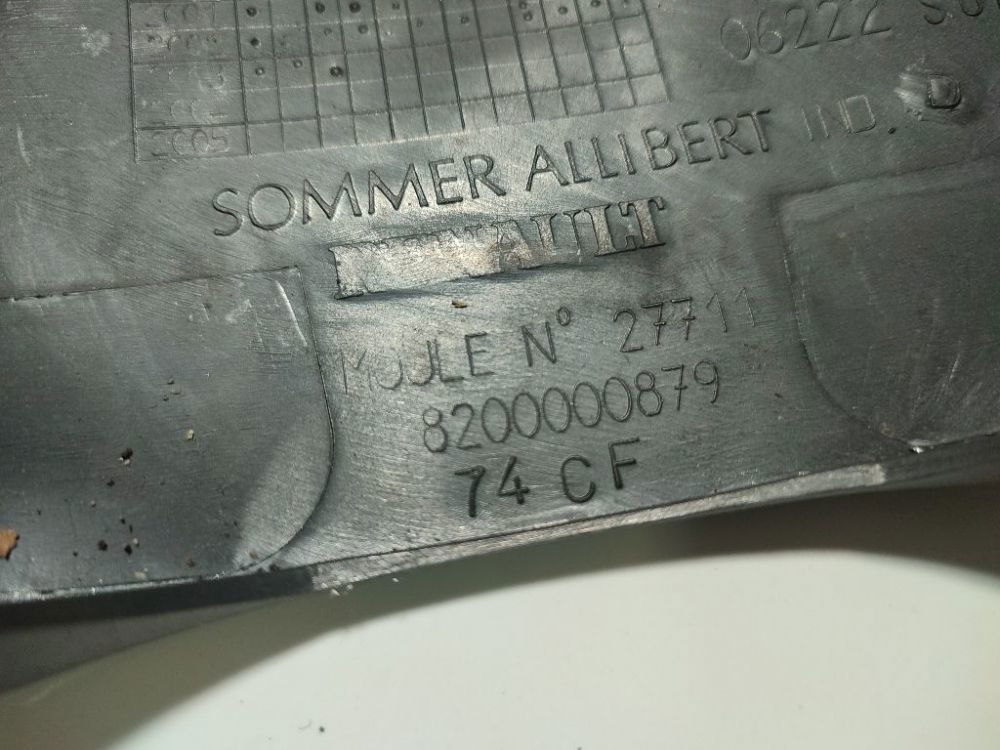 06222
SOMMER ALLIBERT IND.
RENAULT
MOULE N° 27711
8200000879
74 CF